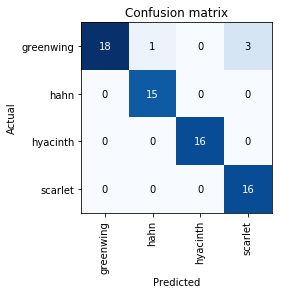 Confusion matrix
Actual
greenwing 18 1 0 3
hahn 0 15 0 0
hyacinth 0 0 16 0
scarlet 0 0 0 16
greenwing hahn hyacinth scarlet
Predicted